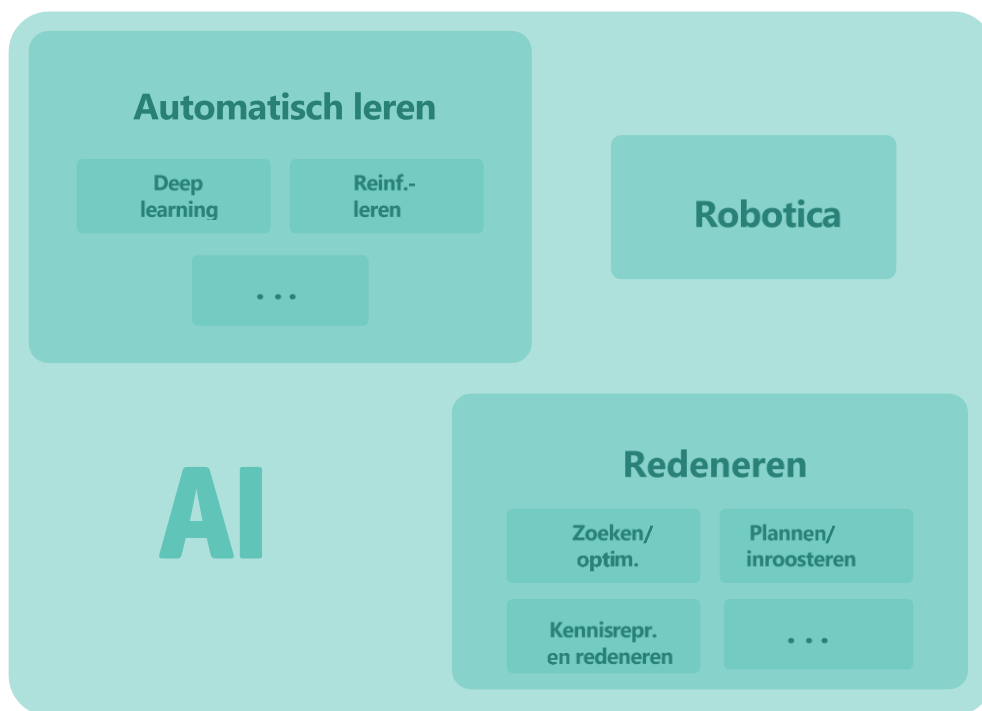 Automatisch leren
Deep
learning
Reinf.-
leren
...
Robotica
AI
Redeneren
Zoeken/
optim.
Plannen/
inroosteren
Kennisrepr.
en redeneren
...